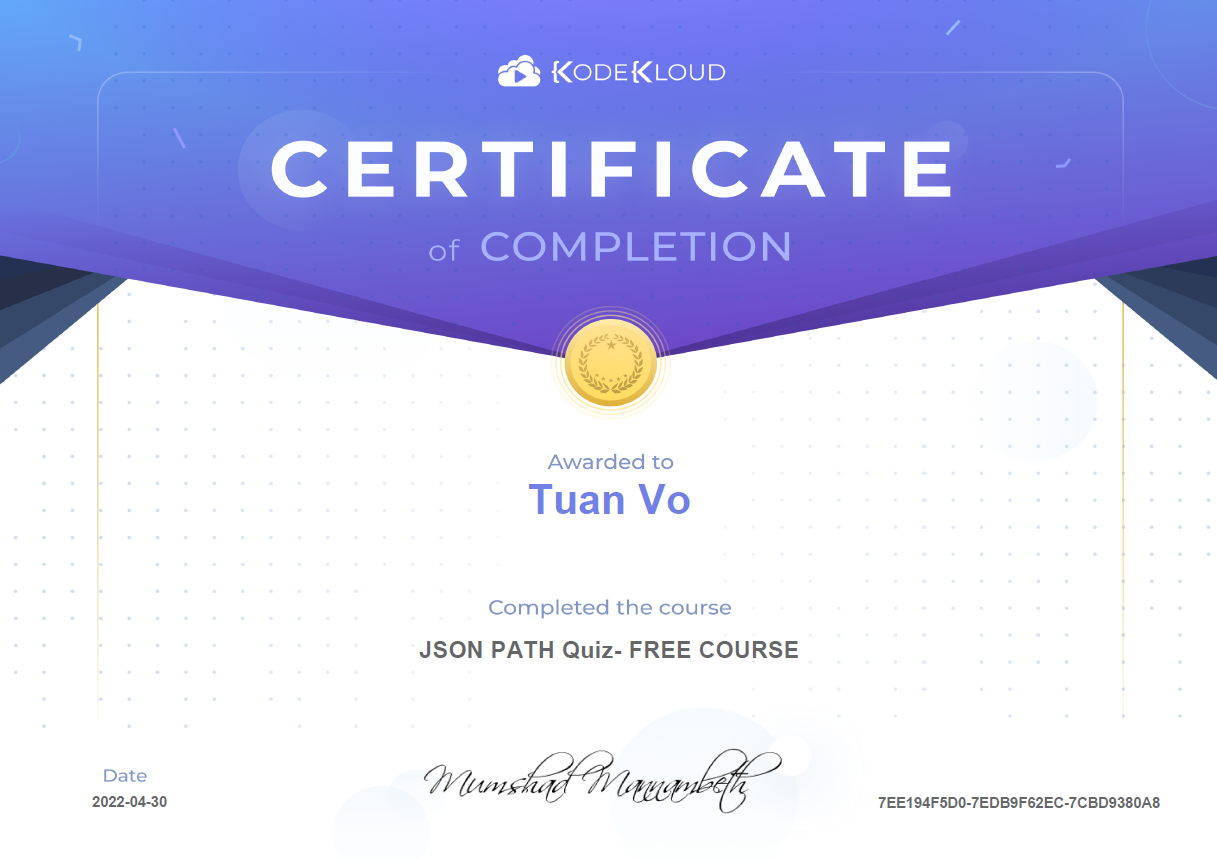 KODEKLOUD
CERTIFICATE
of COMPLETION
Awarded to
Tuan Vo
Completed the course
JSON PATH Quiz- FREE COURSE
Date
2022-04-30
Mumshad Mannambeth
7EE194F5D0-7EDB9F62EC-7CBD9380A8